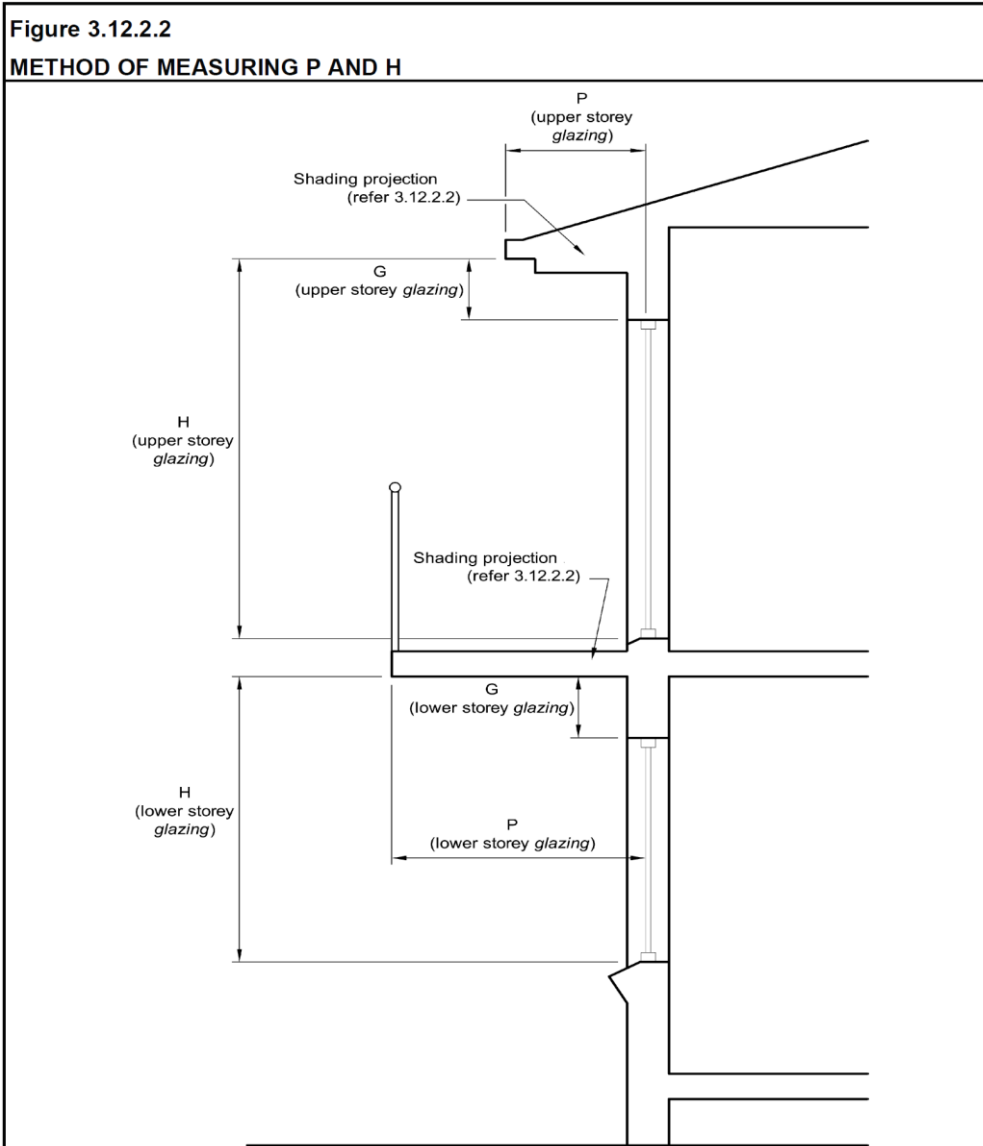 Figure 3.12.2.2
METHOD OF MEASURING P AND H
P
(upper storey
glazing)
Shading projection
(refer 3.12.2.2)
G
(upper storey glazing)
H
(upper storey
glazing)
Shading projection
(refer 3.12.2.2)
G
(lower storey glazing)
H
(lower storey
glazing)
P
(lower storey glazing)